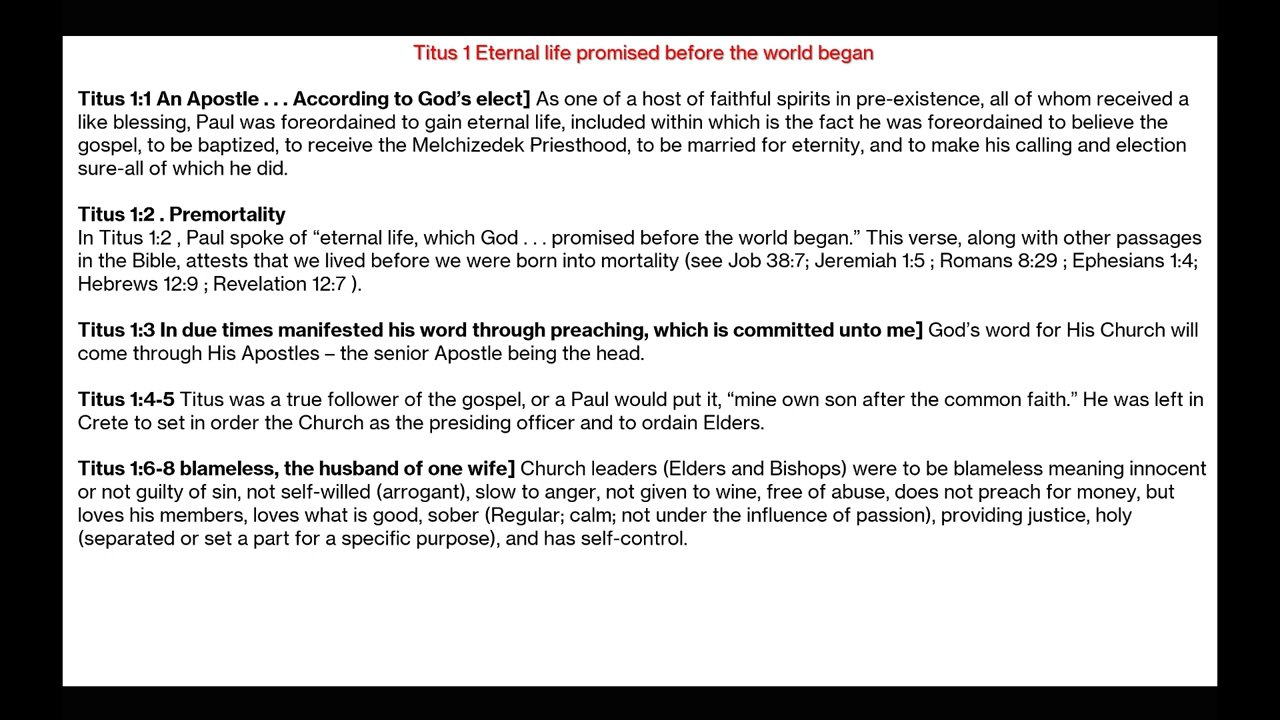 Titus 1 Eternal life promised before the world began
Titus 1:1 An Apostle . . . According to God's elect] As one of a host of faithful spirits in pre-existence, all of whom received a
like blessing, Paul was foreordained to gain eternal life, included within which is the fact he was foreordained to believe the
gospel, to be baptized, to receive the Melchizedek Priesthood, to be married for eternity, and to make his calling and election
sure-all of which he did.
Titus 1:2 . Premortality
In Titus 1:2 , Paul spoke of “eternal life, which God . . . promised before the world began.” This verse, along with other passages
in the Bible, attests that we lived before we were born into mortality (see Job 38:7; Jeremiah 1:5 ; Romans 8:29 ; Ephesians 1:4;
Hebrews 12:9 ; Revelation 12:7 ).
Titus 1:3 In due times manifested his word through preaching, which is committed unto me] God’s word for His Church will
come through His Apostles – the senior Apostle being the head.
Titus 1:4-5 Titus was a true follower of the gospel, or a Paul would put it, “mine own son after the common faith.” He was left in
Crete to set in order the Church as the presiding officer and to ordain Elders.
Titus 1:6-8 blameless, the husband of one wife] Church leaders (Elders and Bishops) were to be blameless meaning innocent
or not guilty of sin, not self-willed (arrogant), slow to anger, not given to wine, free of abuse, does not preach for money, but
loves his members, loves what is good, sober (Regular; calm; not under the influence of passion), providing justice, holy
(separated or set a part for a specific purpose), and has self-control.